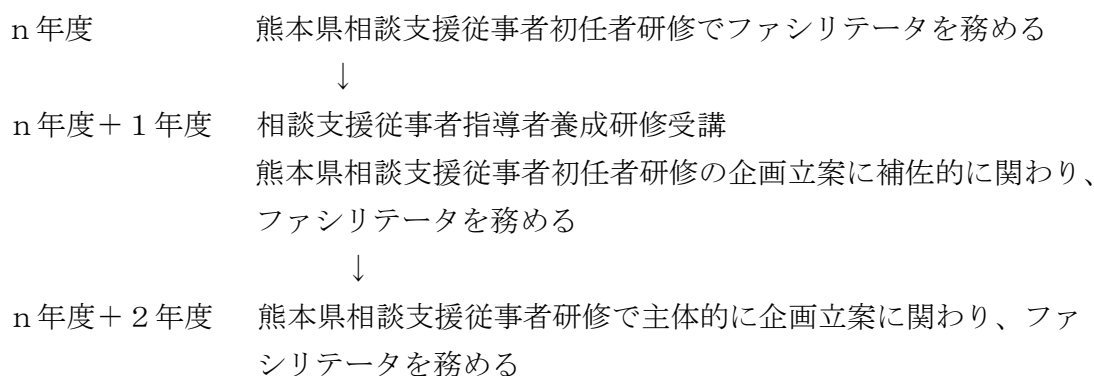 ｎ年度　熊本県相談支援従事者初任者研修でファシリテータを務める
↓
ｎ年度＋１年度　相談支援従事者指導者養成研修受講
熊本県相談支援従事者初任者研修の企画立案に補佐的に関わり、
ファシリテータを務める
↓
ｎ年度＋２年度　熊本県相談支援従事者研修で主体的に企画立案に関わり、ファ
シリテータを務める